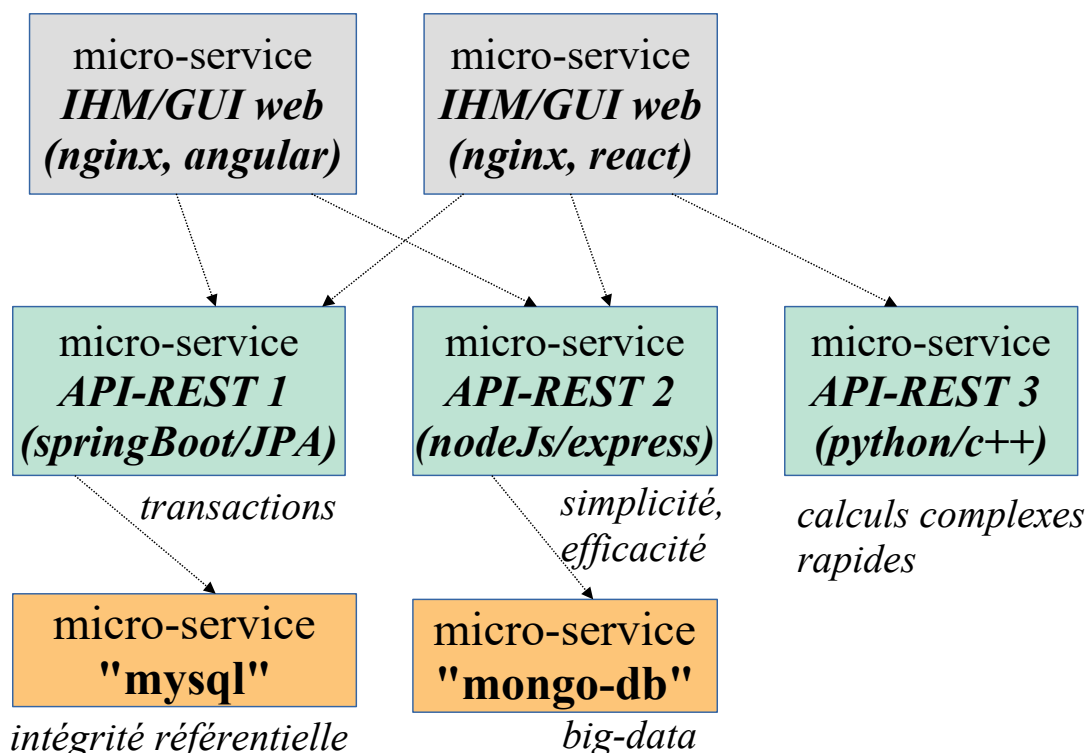 micro-service
IHM/GUI web
(nginx, angular)
micro-service
IHM/GUI web
(nginx, react)
micro-service
API-REST 1
(springBoot/JPA)
micro-service
API-REST 2
(nodeJs/express)
micro-service
API-REST 3
(python/c++)
transactions
simplicité,
efficacité
calculs complexes
rapides
micro-service
"mysql"
micro-service
"mongo-db"
intégrité référentielle
big-data